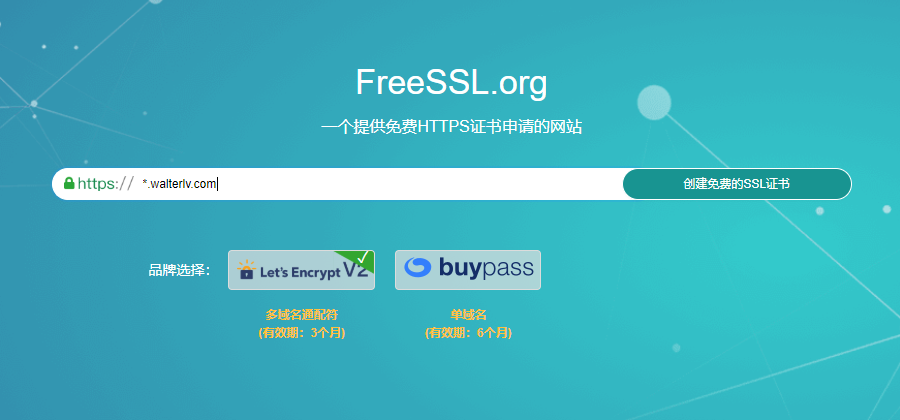 FreeSSL.org
一个提供免费HTTPS证书申请的网站
https:// *.walterlv.com 创建免费的SSL证书
品牌选择： Let's Encrypt V2 buypass
多域名通配符 单域名
(有效期：3个月) (有效期：6个月)